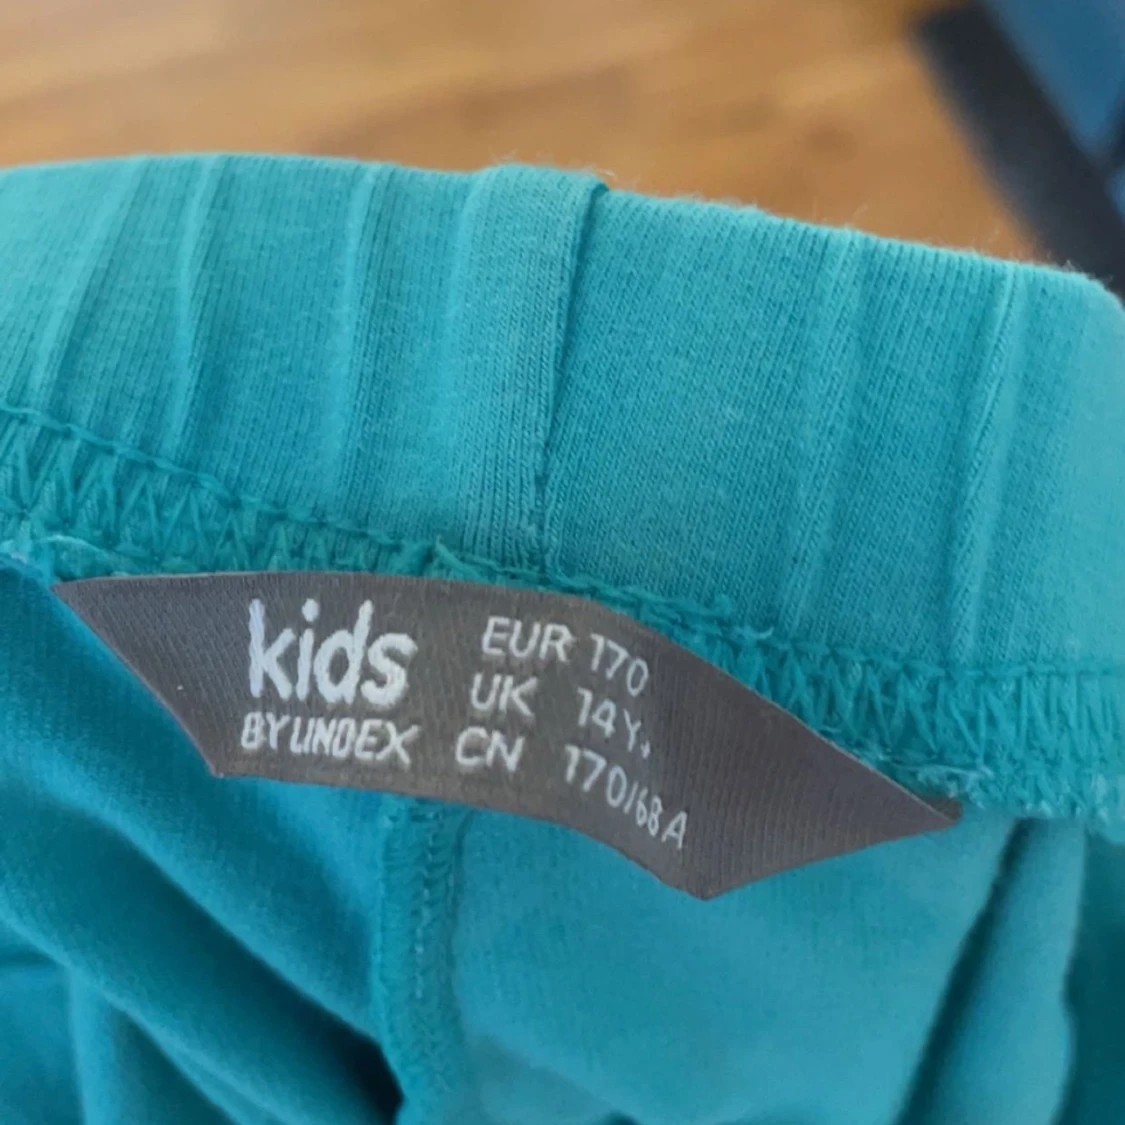 kids
BY LINDEX
EUR 170
UK 14Y+
CN 170/68A